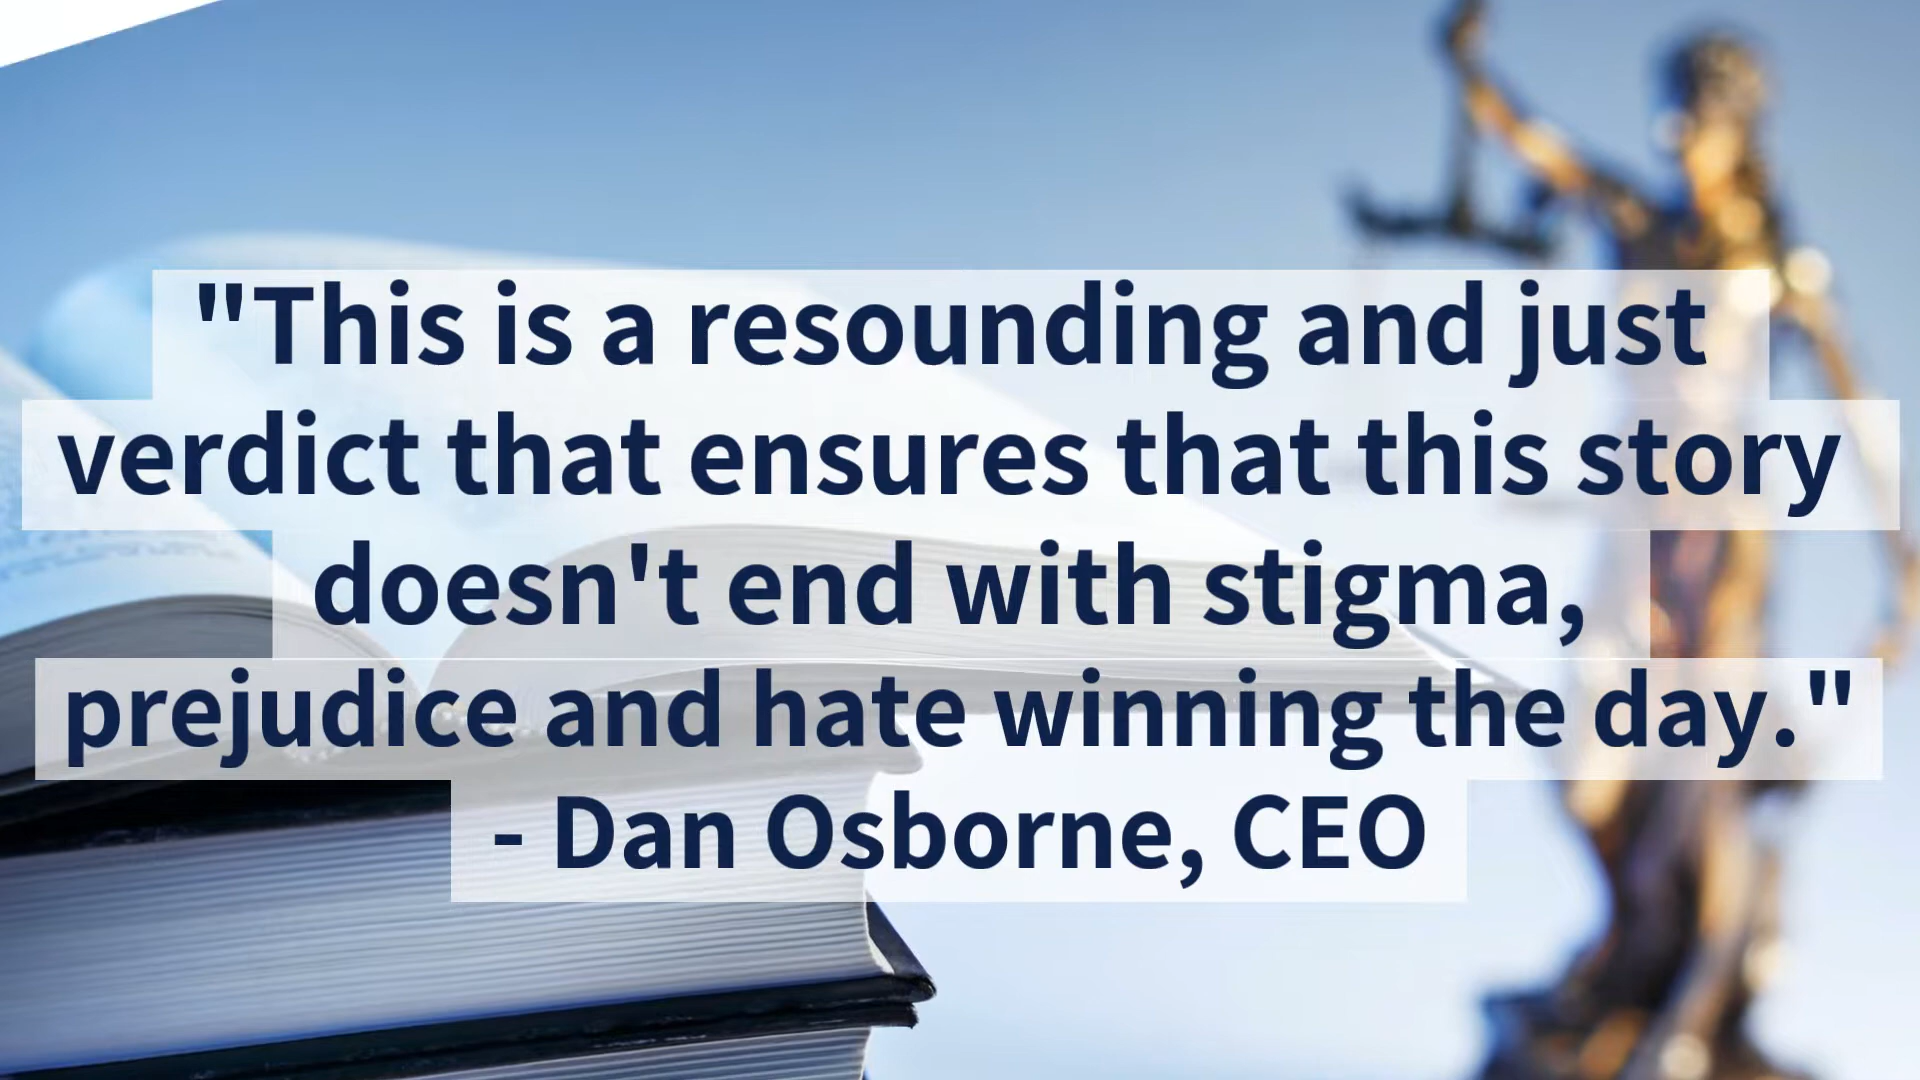 "This is a resounding and just
verdict that ensures that this story
doesn't end with stigma,
prejudice and hate winning the day."
- Dan Osborne, CEO